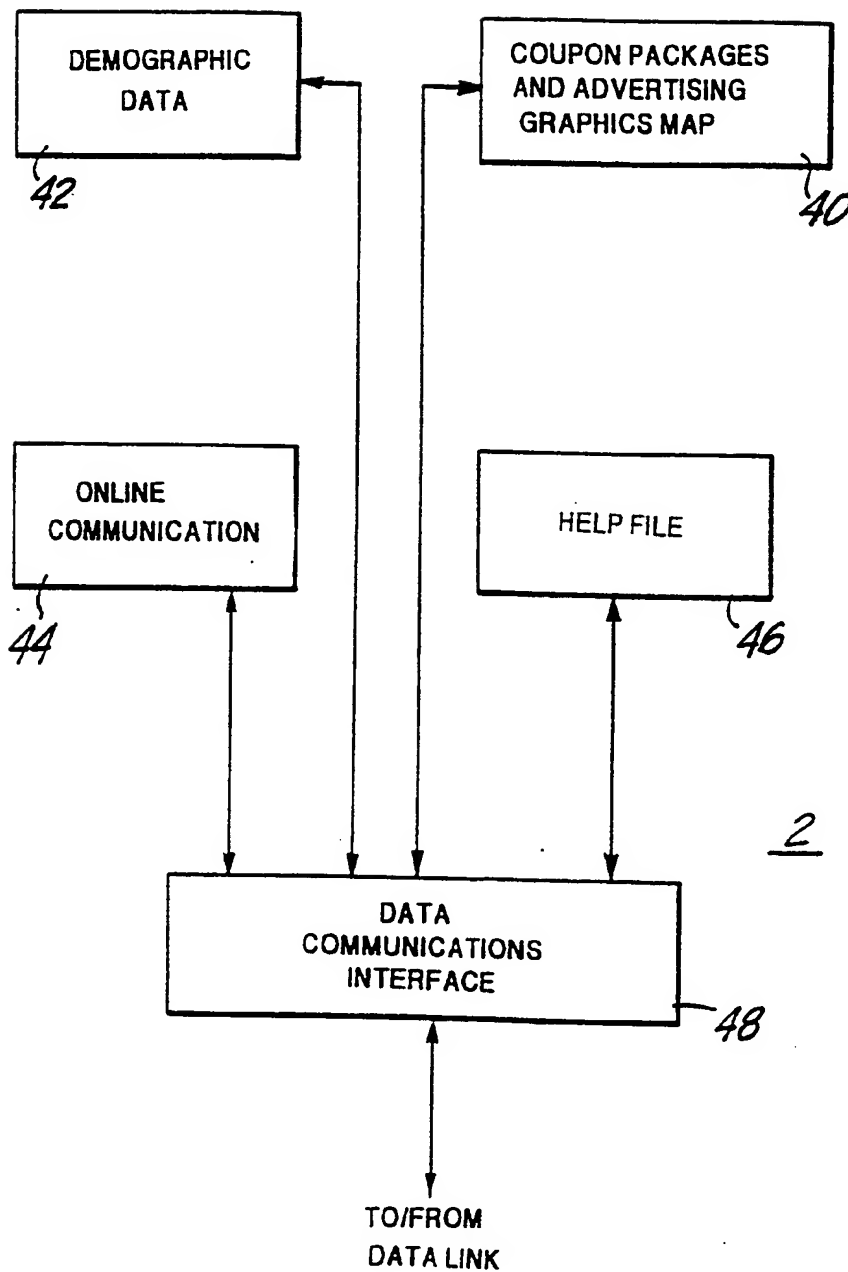 DEMOGRAPHIC
DATA
42
COUPON PACKAGES
AND ADVERTISING
GRAPHICS MAP
40
ONLINE
COMMUNICATION
44
HELP FILE
46
2
DATA
COMMUNICATIONS
INTERFACE
48
TO/FROM
DATA LINK